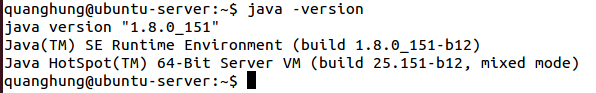 quanghung@ubuntu-server:~$ java -version
java version "1.8.0_151"
Java(TM) SE Runtime Environment (build 1.8.0_151-b12)
Java HotSpot(TM) 64-Bit Server VM (build 25.151-b12, mixed mode)
quanghung@ubuntu-server:~$